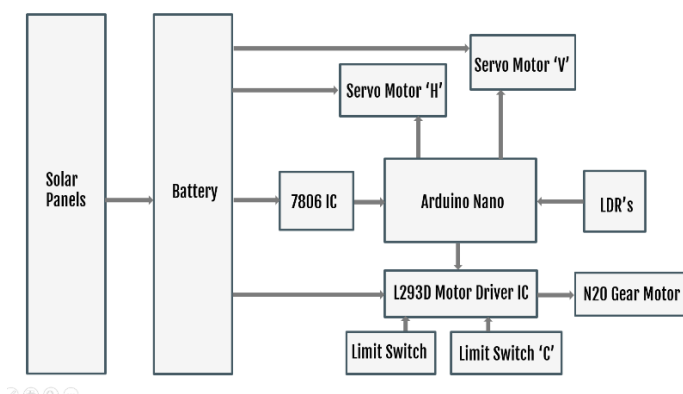 Solar
Panels
Battery
Servo Motor ‘H’
Servo Motor ‘V’
7806 IC
Arduino Nano
LDR’s
L293D Motor Driver IC
N20 Gear Motor
Limit Switch
Limit Switch ‘C’